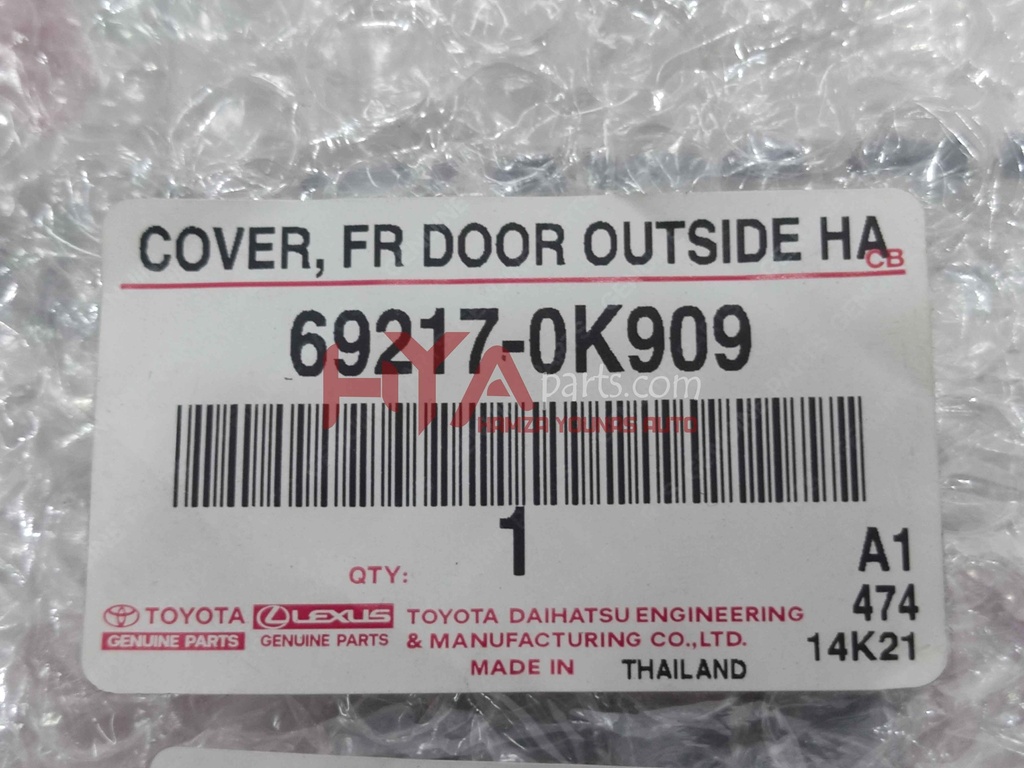 COVER, FR DOOR OUTSIDE HA
CB
69217-0K909
HYAparts.com
HAMZA YOUNAS AUTO
1
QTY:
A1
474
14K21
TOYOTA
GENUINE PARTS
LEXUS
GENUINE PARTS
TOYOTA DAIHATSU ENGINEERING
& MANUFACTURING CO.,LTD.
MADE IN THAILAND